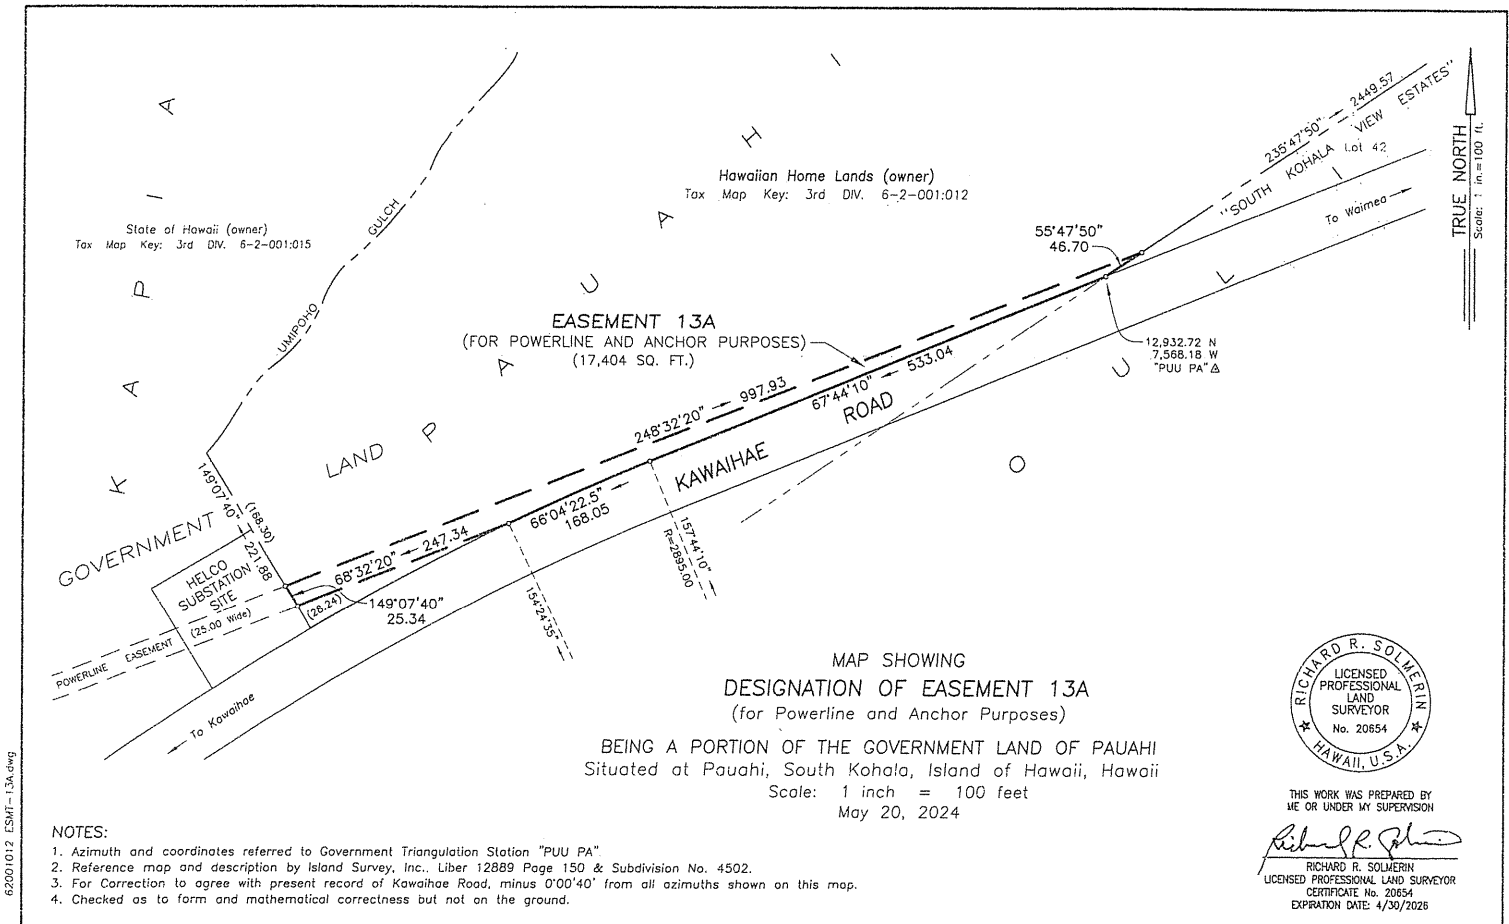 K A P I A
P A U A H I
O U L I
GOVERNMENT LAND
State of Hawaii (owner)
Tax Map Key: 3rd DIV. 6-2-001:015
UMIPOHO GULCH
Hawaiian Home Lands (owner)
Tax Map Key: 3rd DIV. 6-2-001:012
235°47'50" 2449.57
"SOUTH KOHALA VIEW ESTATES"
Lot 42
To Waimea
TRUE NORTH
Scale: 1 in.=100 ft.
55°47'50"
46.70
EASEMENT 13A
(FOR POWERLINE AND ANCHOR PURPOSES)
(17,404 SQ. FT.)
12,932.72 N
7,568.18 W
"PUU PA"
248°32'20" 997.93
67°44'10" 533.04
KAWAIHAE ROAD
149°07'40"
(168.30)
221.88
66°04'22.5"
168.05
68°32'20" 247.34
157°44'10"
R=2895.00
154°24'35"
HELCO
SUBSTATION
SITE
(28.24)
149°07'40"
25.34
POWERLINE EASEMENT (25.00 Wide)
To Kawaihae
MAP SHOWING
DESIGNATION OF EASEMENT 13A
(for Powerline and Anchor Purposes)
BEING A PORTION OF THE GOVERNMENT LAND OF PAUAHI
Situated at Pauahi, South Kohala, Island of Hawaii, Hawaii
Scale: 1 inch = 100 feet
May 20, 2024
RICHARD R. SOLMERIN
LICENSED
PROFESSIONAL
LAND
SURVEYOR
No. 20654
HAWAII, U.S.A.
THIS WORK WAS PREPARED BY
ME OR UNDER MY SUPERVISION
RICHARD R. SOLMERIN
LICENSED PROFESSIONAL LAND SURVEYOR
CERTIFICATE No. 20654
EXPIRATION DATE: 4/30/2026
NOTES:
1. Azimuth and coordinates referred to Government Triangulation Station "PUU PA".
2. Reference map and description by Island Survey, Inc.. Liber 12889 Page 150 & Subdivision No. 4502.
3. For Correction to agree with present record of Kawaihae Road, minus 0°00'40' from all azimuths shown on this map.
4. Checked as to form and mathematical correctness but not on the ground.
62001012 ESMT-13A.dwg